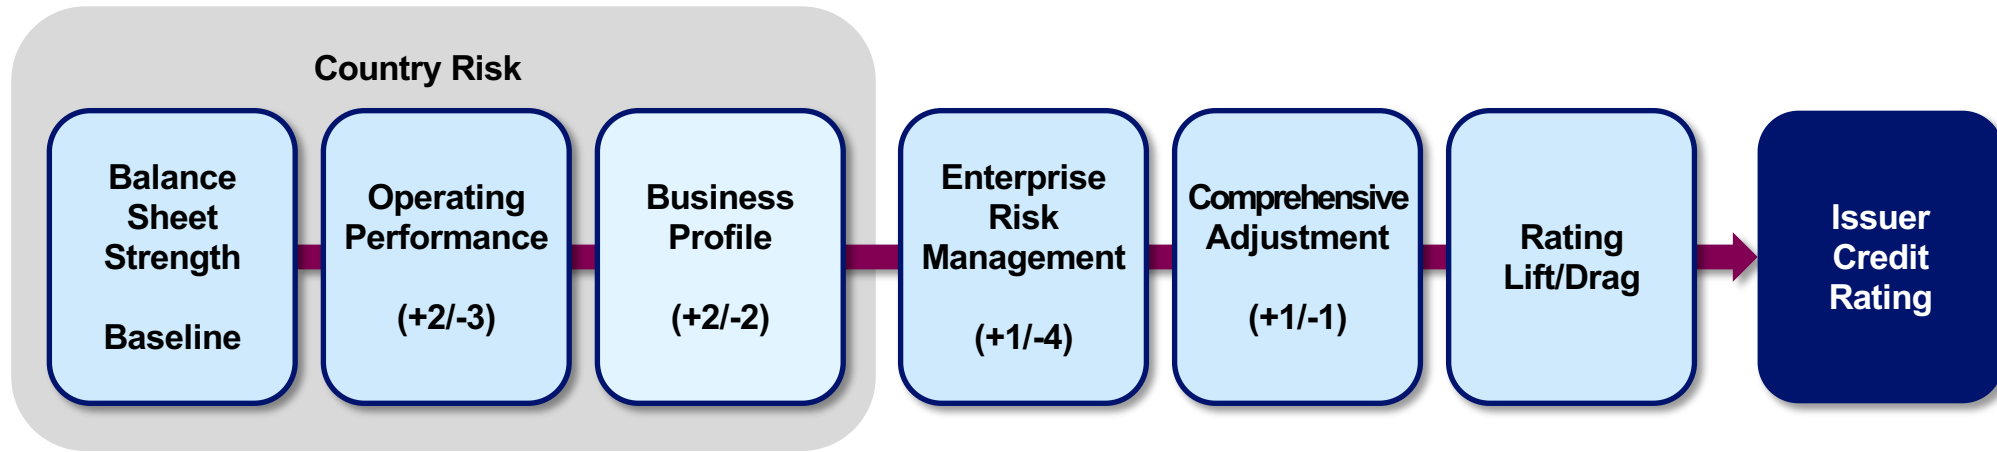 Country Risk
Balance
Sheet
Strength
Baseline
Operating
Performance
(+2/-3)
Business
Profile
(+2/-2)
Enterprise
Risk
Management
(+1/-4)
Comprehensive
Adjustment
(+1/-1)
Rating
Lift/Drag
Issuer
Credit
Rating